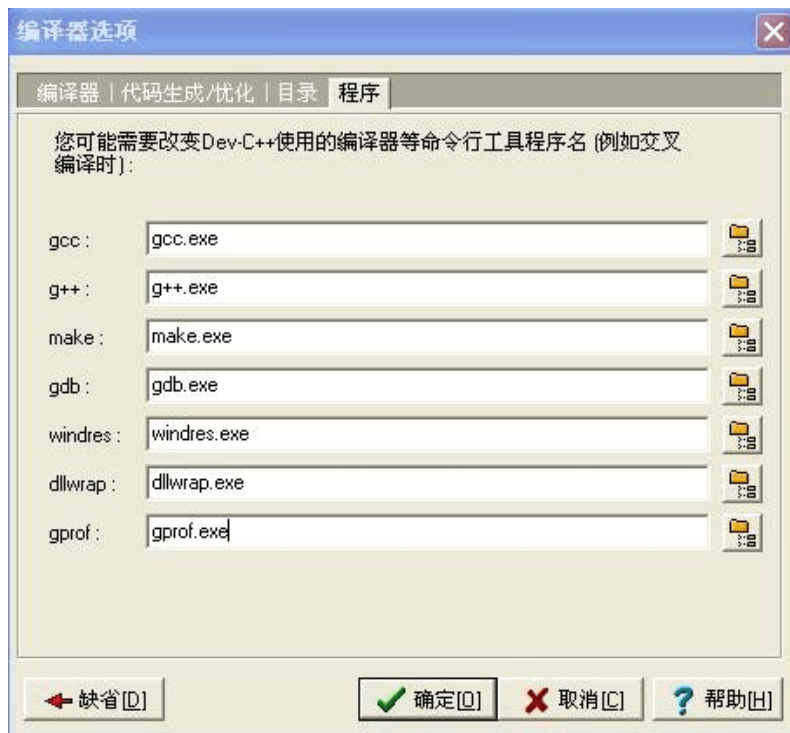 编译器选项
编译器 | 代码生成/优化 | 目录 程序
您可能需要改变Dev-C++使用的编译器等命令行工具程序名 (例如交叉
编译时):
gcc : gcc.exe
g++ : g++.exe
make : make.exe
gdb : gdb.exe
windres : windres.exe
dllwrap : dllwrap.exe
gprof : gprof.exe
缺省[D] 确定[O] 取消[C] 帮助[H]